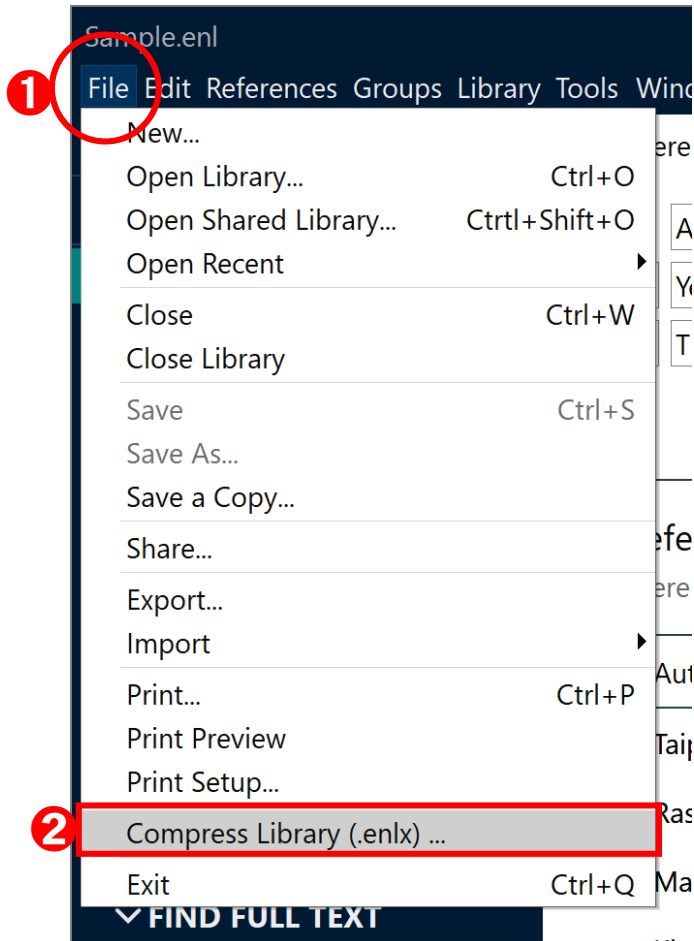 Sample.enl
1
File Edit References Groups Library Tools
New...
Open Library... Ctrl+O
Open Shared Library... Ctrtl+Shift+O
Open Recent
Close Ctrl+W
Close Library
Save Ctrl+S
Save As...
Save a Copy...
Share...
Export...
Import
Print... Ctrl+P
Print Preview
Print Setup...
2 Compress Library (.enlx) ...
Exit Ctrl+Q
FIND FULL TEXT